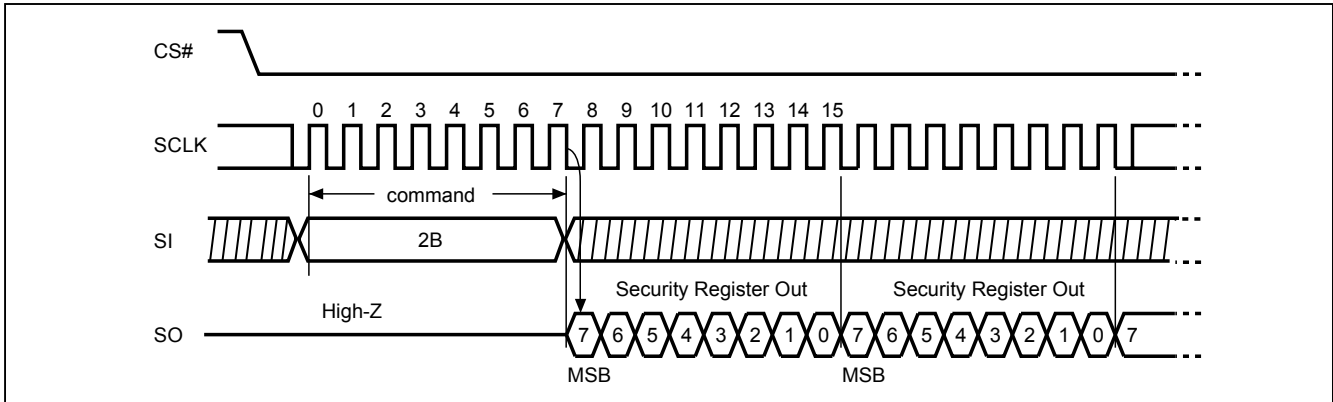 CS#
0 1 2 3 4 5 6 7 8 9 10 11 12 13 14 15
SCLK
command
SI
2B
Security Register Out Security Register Out
High-Z
SO
7 6 5 4 3 2 1 0 7 6 5 4 3 2 1 0 7
MSB MSB